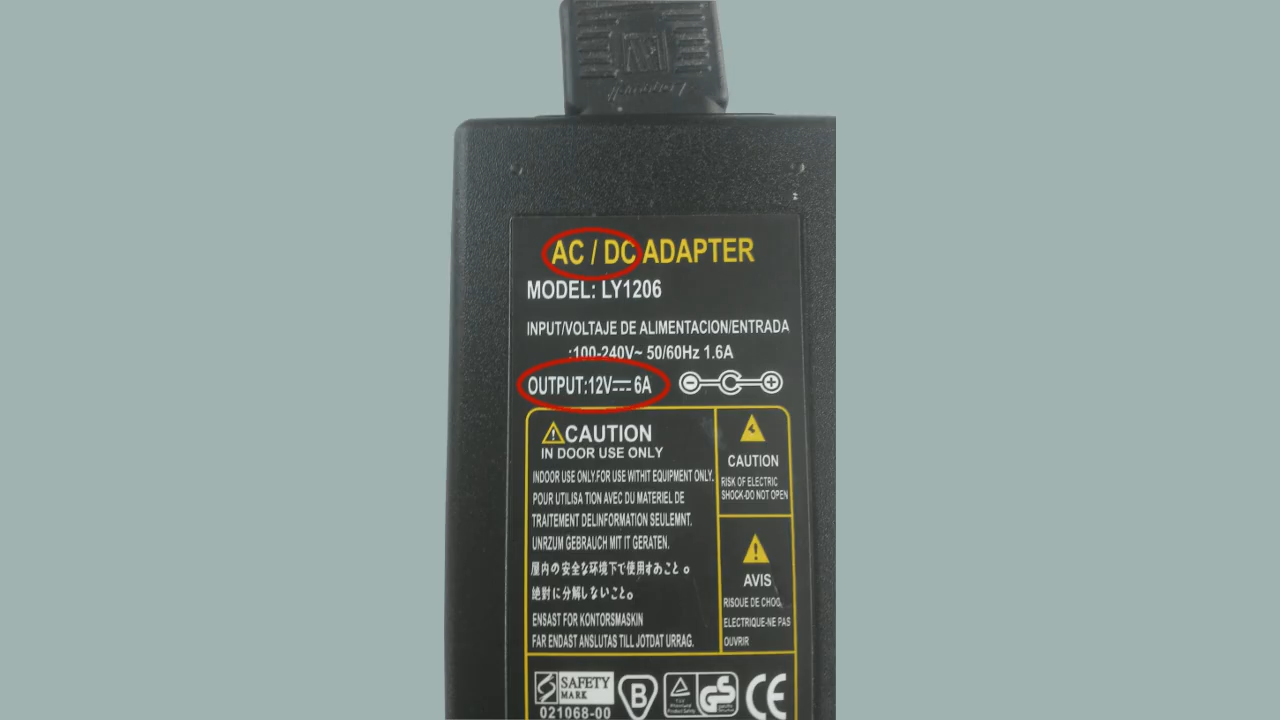 AC / DC ADAPTER
MODEL: LY1206
INPUT/VOLTAJE DE ALIMENTACION/ENTRADA
:100-240V~ 50/60Hz 1.6A
OUTPUT:12V⎓6A
CAUTION
IN DOOR USE ONLY
INDOOR USE ONLY.FOR USE WITHIT EQUIPMENT ONLY.
POUR UTILISA TION AVEC DU MATERIEL DE
TRAITEMENT DELINFORMATION SEULEMNT.
UNRZUM GEBRAUCH MIT IT GERATEN.
屋内の安全な環境下で使用すあこと。
絶対に分解しないこと。
ENSAST FOR KONTORSMASKIN
FAR ENDAST ANSLUTAS TILL JOTDAT URRAG.
CAUTION
RISK OF ELECTRIC
SHOCK-DO NOT OPEN
AVIS
RISOUE DE CHOG
ELECTRIQUE-NE PAS
OUVRIR
SAFETY
MARK
021068-00
B
GS
CE